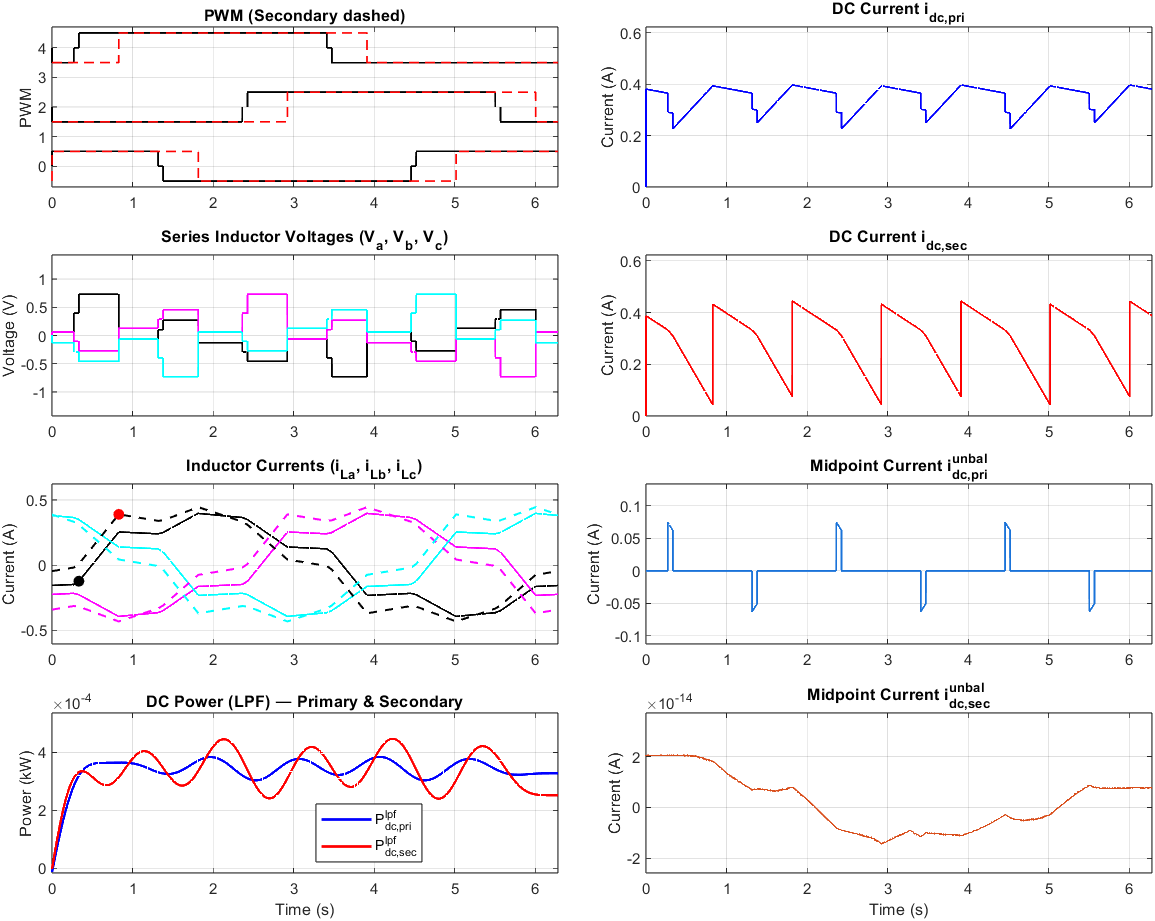 PWM (Secondary dashed)
PWM
4
3
2
1
0
0 1 2 3 4 5 6
DC Current i_dc,pri
Current (A)
0.6
0.4
0.2
0
0 1 2 3 4 5 6
Series Inductor Voltages (V_a, V_b, V_c)
Voltage (V)
1
0.5
0
-0.5
-1
0 1 2 3 4 5 6
DC Current i_dc,sec
Current (A)
0.6
0.4
0.2
0
0 1 2 3 4 5 6
Inductor Currents (i_La, i_Lb, i_Lc)
Current (A)
0.5
0
-0.5
0 1 2 3 4 5 6
Midpoint Current i^unbal_dc,pri
Current (A)
0.1
0.05
0
-0.05
-0.1
0 1 2 3 4 5 6
DC Power (LPF) — Primary & Secondary
×10^-4
Power (kW)
4
2
0
P^lpf_dc,pri
P^lpf_dc,sec
0 1 2 3 4 5 6
Time (s)
Midpoint Current i^unbal_dc,sec
×10^-14
Current (A)
2
0
-2
0 1 2 3 4 5 6
Time (s)